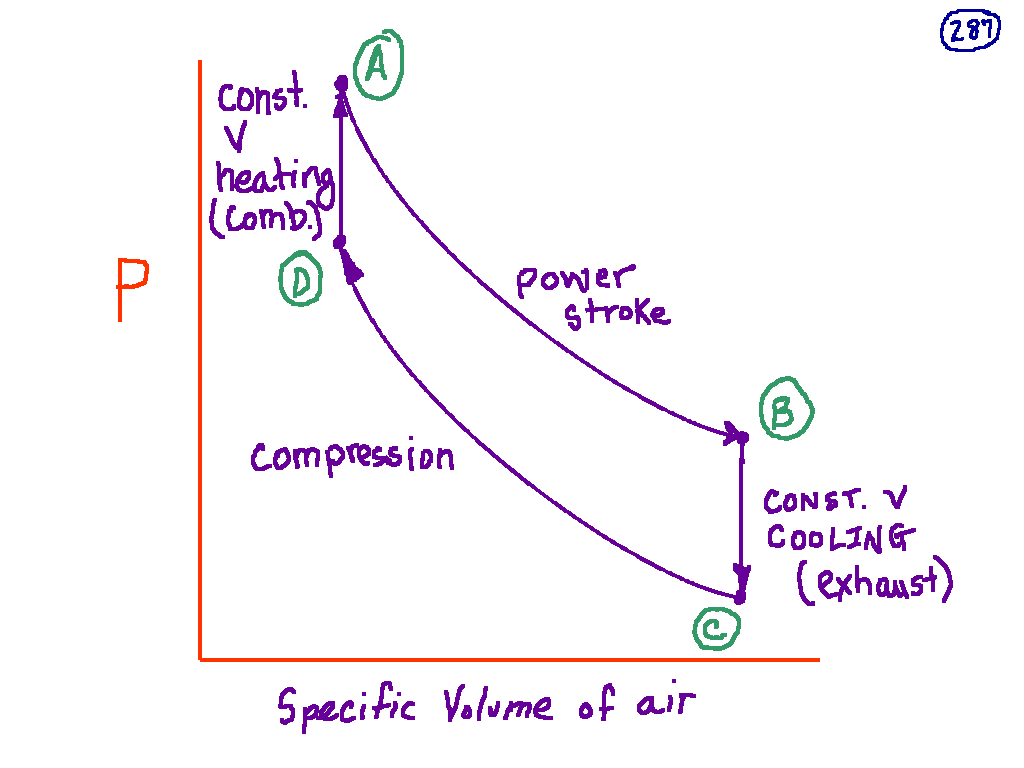 287
A
Const.
V
heating
(Comb.)
D
P
power
stroke
B
Compression
CONST. V
COOLING
(exhaust)
C
Specific Volume of air